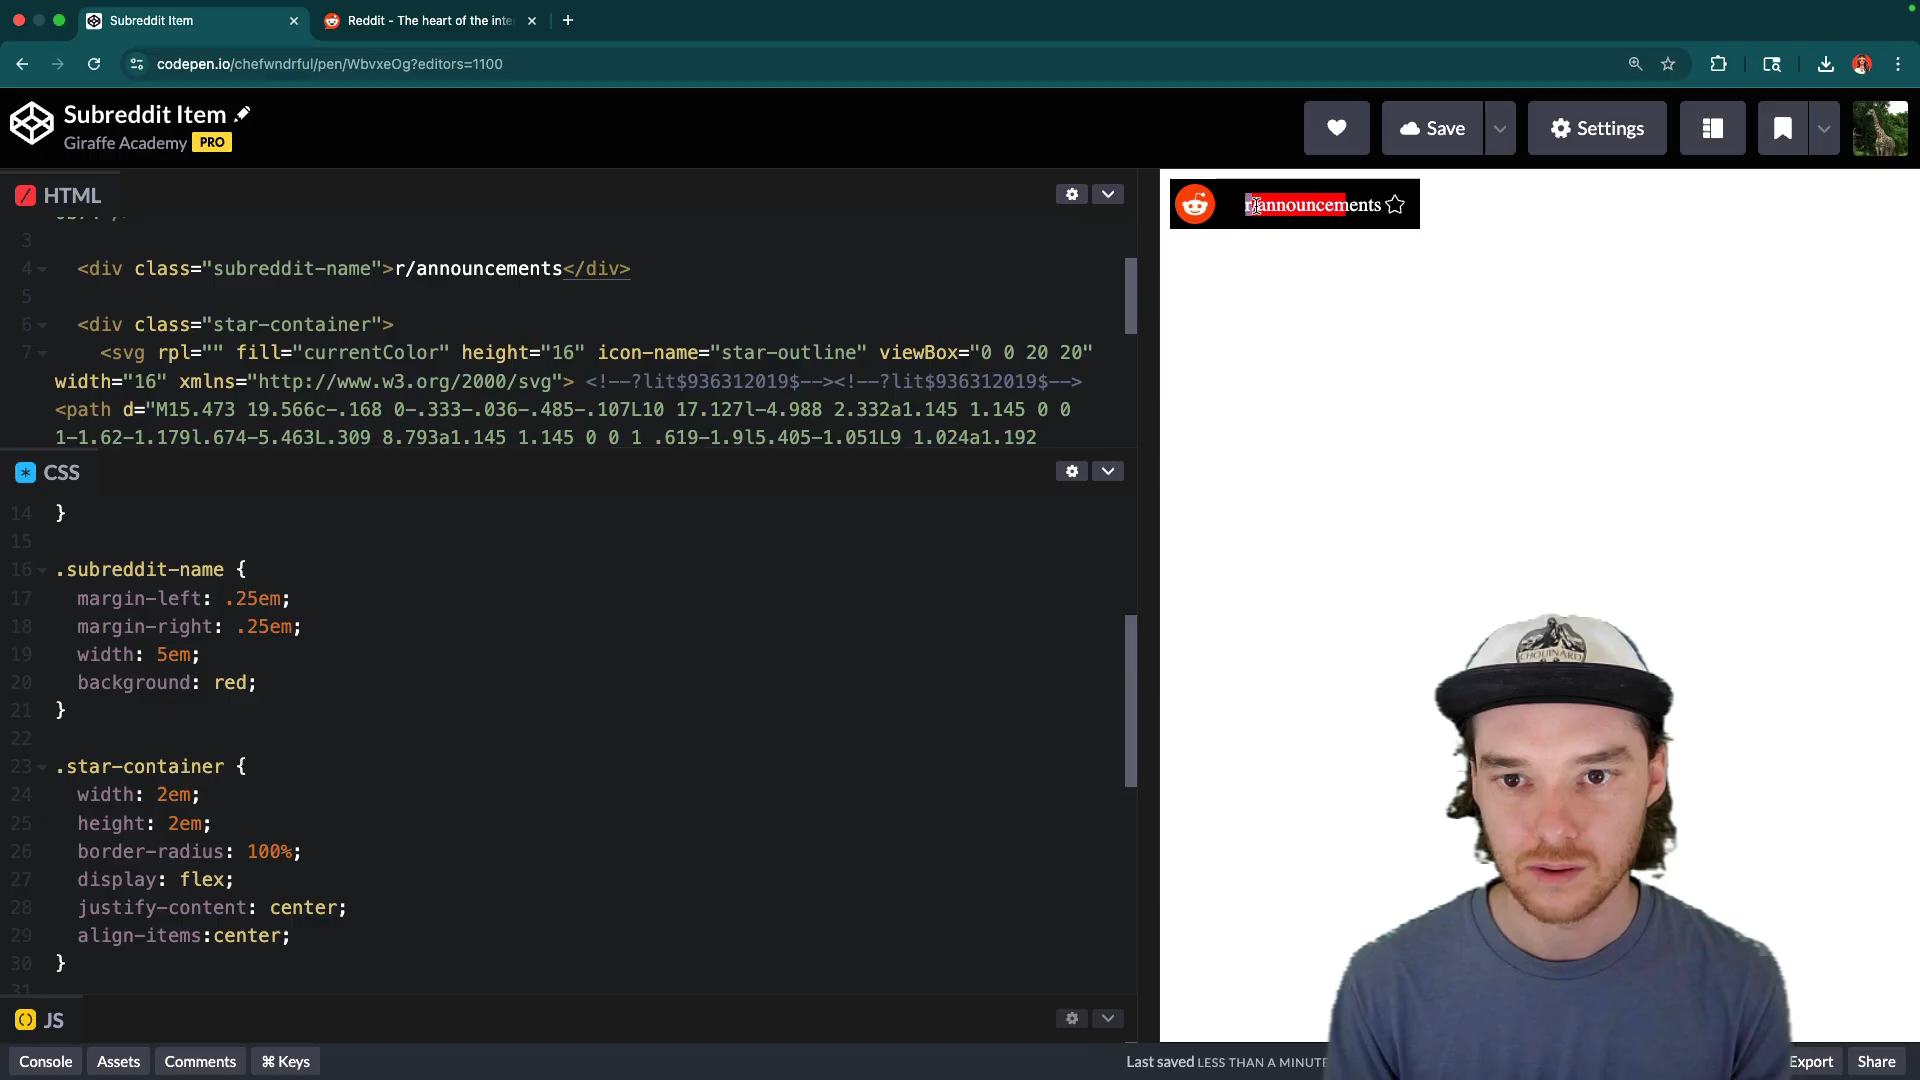 Subreddit Item
Reddit - The heart of the inte
codepen.io/chefwndrful/pen/WbvxeOg?editors=1100
Subreddit Item
Giraffe Academy PRO
Save
Settings
HTML
3
4 <div class="subreddit-name">r/announcements</div>
5
6 <div class="star-container">
7 <svg rpl="" fill="currentColor" height="16" icon-name="star-outline" viewBox="0 0 20 20"
width="16" xmlns="http://www.w3.org/2000/svg"> <!--?lit$936312019$--><!--?lit$936312019$-->
<path d="M15.473 19.566c-.168 0-.333-.036-.485-.107L10 17.127l-4.988 2.332a1.145 1.145 0 0
1-1.62-1.179l.674-5.463L.309 8.793a1.145 1.145 0 0 1 .619-1.9l5.405-1.051L9 1.024a1.192
r/announcements
CSS
14 }
15
16 .subreddit-name {
17 margin-left: .25em;
18 margin-right: .25em;
19 width: 5em;
20 background: red;
21 }
22
23 .star-container {
24 width: 2em;
25 height: 2em;
26 border-radius: 100%;
27 display: flex;
28 justify-content: center;
29 align-items:center;
30 }
31
CHOUINARD
JS
Console
Assets
Comments
⌘ Keys
Last saved LESS THAN A MINUTE
Export
Share